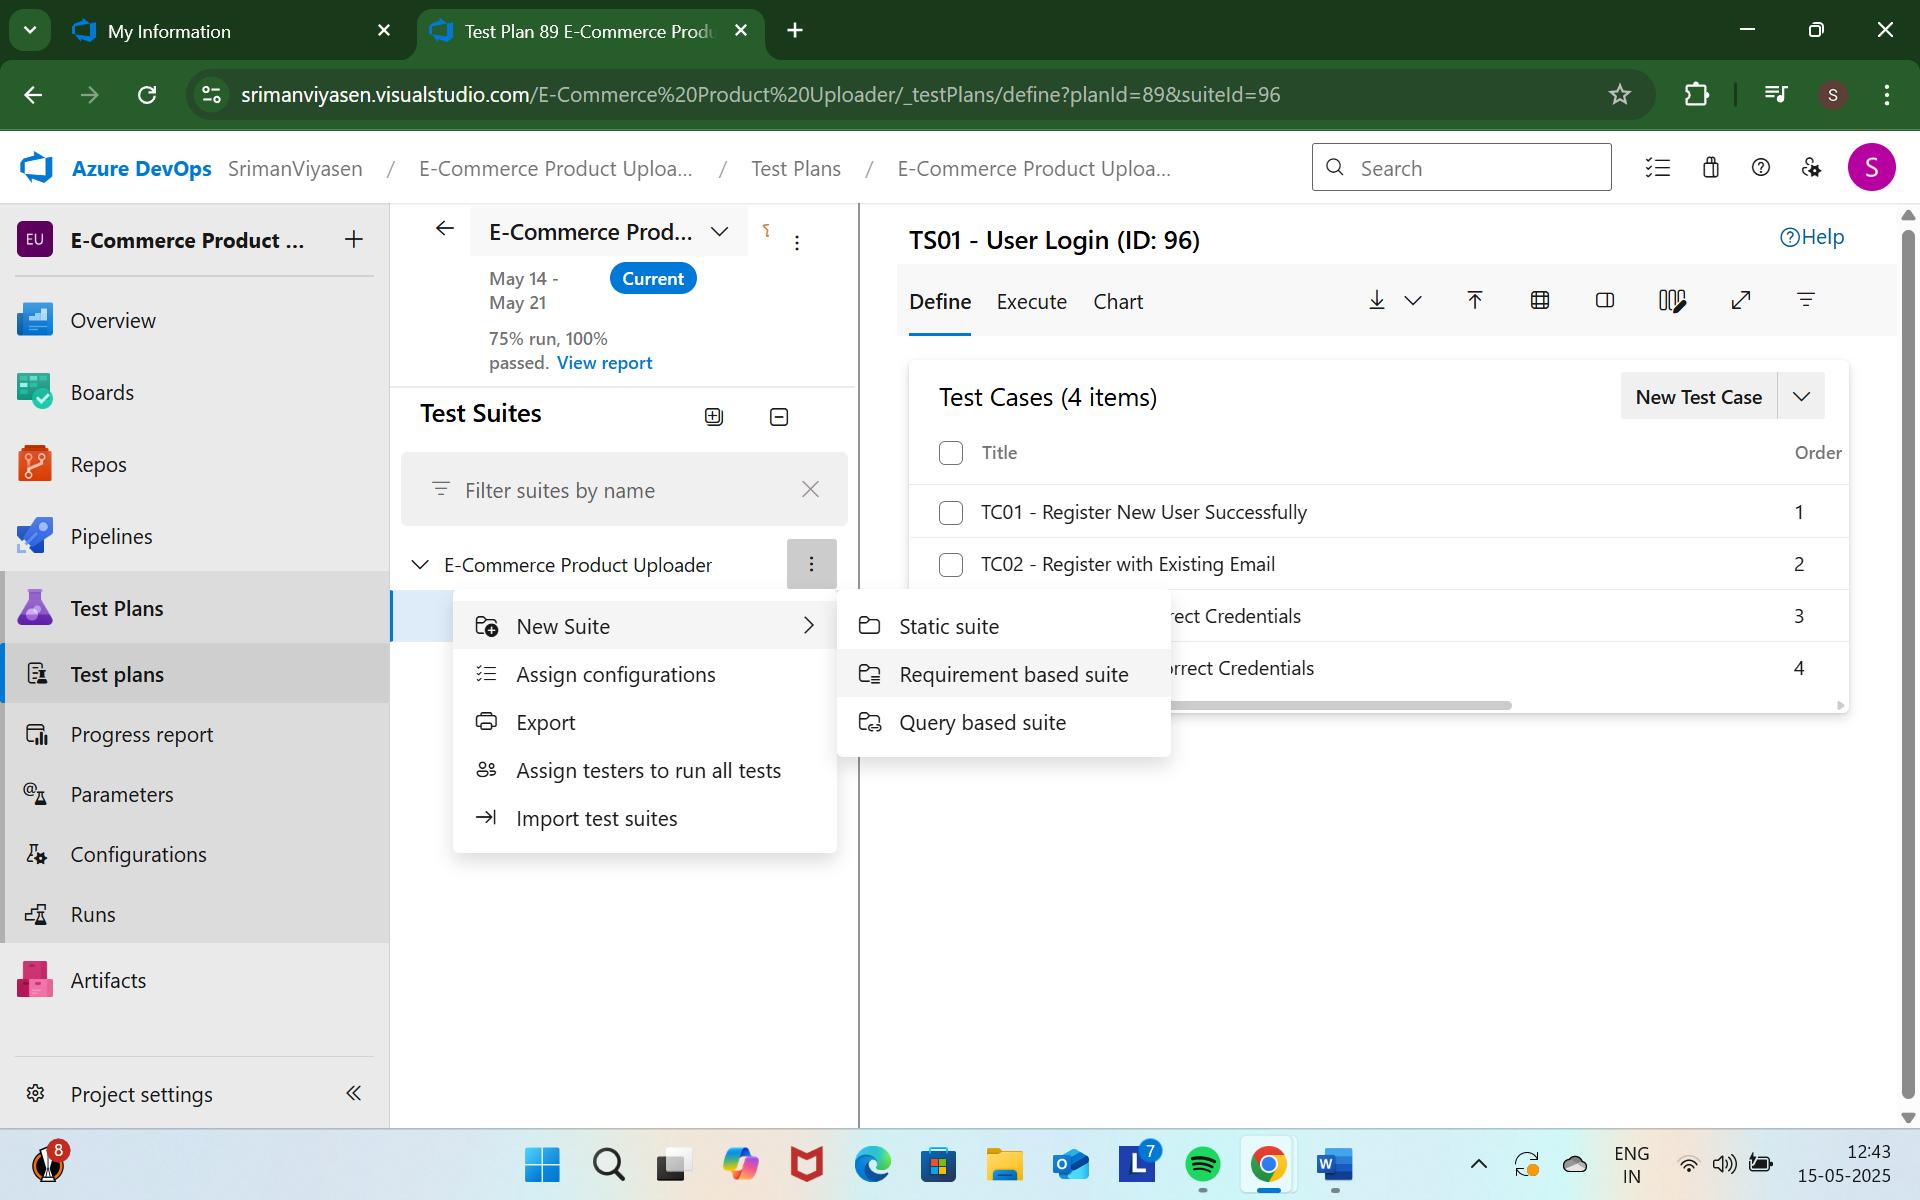 My Information
Test Plan 89 E-Commerce Produ
srimanviyasen.visualstudio.com/E-Commerce%20Product%20Uploader/_testPlans/define?planId=89&suiteId=96
S
Azure DevOps SrimanViyasen / E-Commerce Product Uploa... / Test Plans / E-Commerce Product Uploa...
Search
S
EU E-Commerce Product ...
Overview
Boards
Repos
Pipelines
Test Plans
Test plans
Progress report
Parameters
Configurations
Runs
Artifacts
Project settings
E-Commerce Prod...
May 14 -
May 21
Current
75% run, 100%
passed. View report
Test Suites
Filter suites by name
E-Commerce Product Uploader
New Suite
Assign configurations
Export
Assign testers to run all tests
Import test suites
Static suite
Requirement based suite
Query based suite
TS01 - User Login (ID: 96)
Help
Define Execute Chart
Test Cases (4 items)
New Test Case
Title Order
TC01 - Register New User Successfully 1
TC02 - Register with Existing Email 2
rect Credentials 3
orrect Credentials 4
8
7
ENG
IN
12:43
15-05-2025